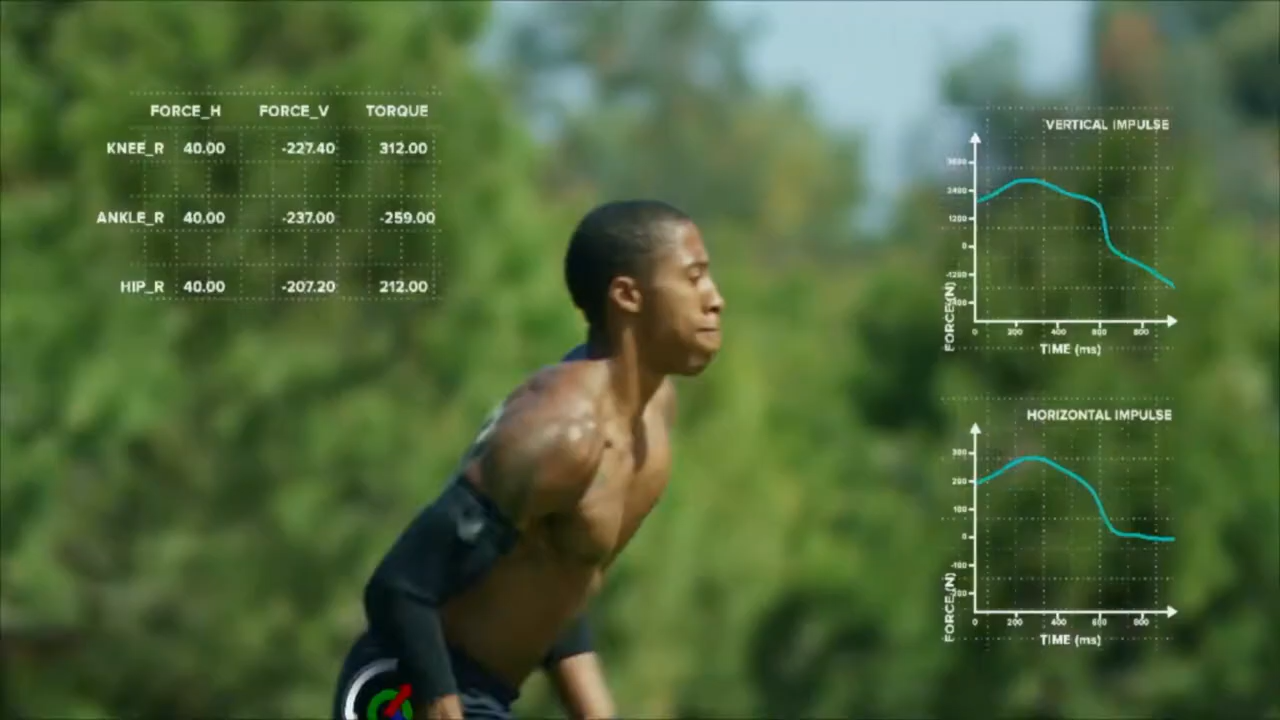 FORCE_H FORCE_V TORQUE
KNEE_R 40.00 -227.40 312.00
ANKLE_R 40.00 -237.00 -259.00
HIP_R 40.00 -207.20 212.00
VERTICAL IMPULSE
3600
2400
1200
0
-1200
FORCE (N)
0 200 400 600 800
TIME (ms)
HORIZONTAL IMPULSE
300
200
100
0
-100
FORCE (N)
0 200 400 600 800
TIME (ms)